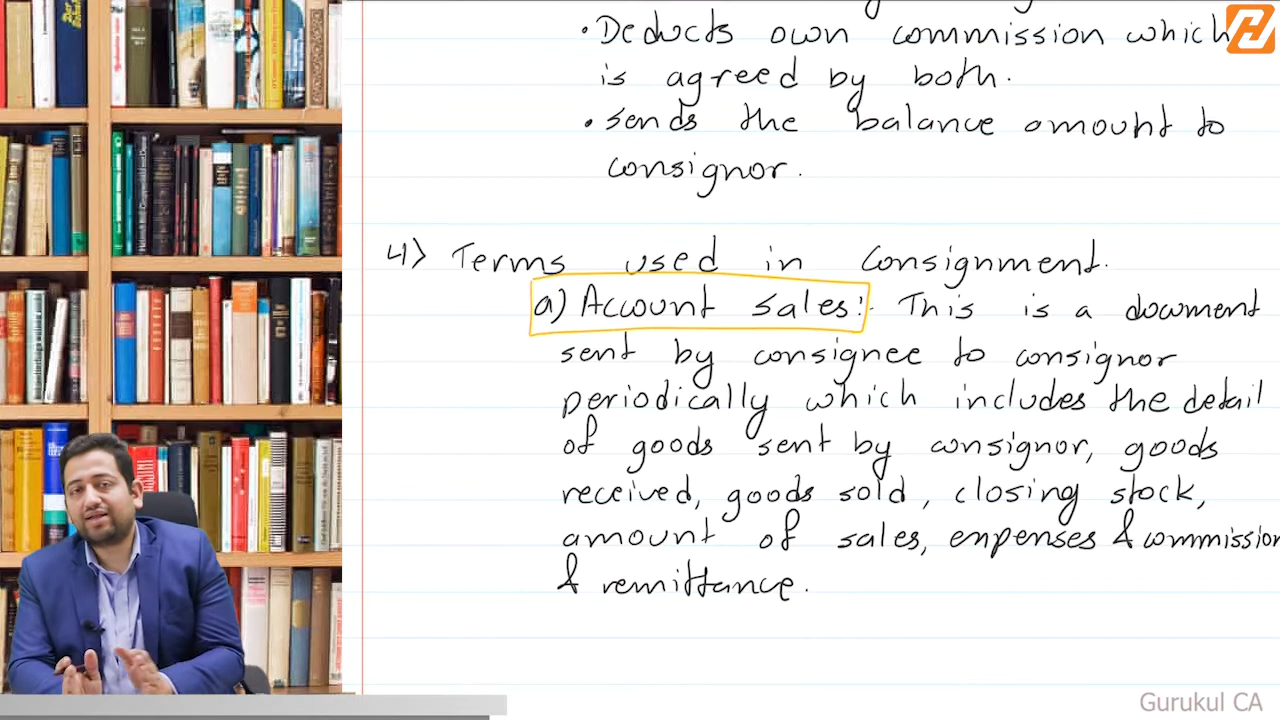 • Deducts own commission which
is agreed by both.
• Sends the balance amount to
consignor.
4) Terms used in Consignment.
a) Account Sales:- This is a document
sent by consignee to consignor
periodically which includes the detail
of goods sent by consignor, goods
received, goods sold, closing stock,
amount of sales, expenses & commission
& remittance.
Gurukul CA